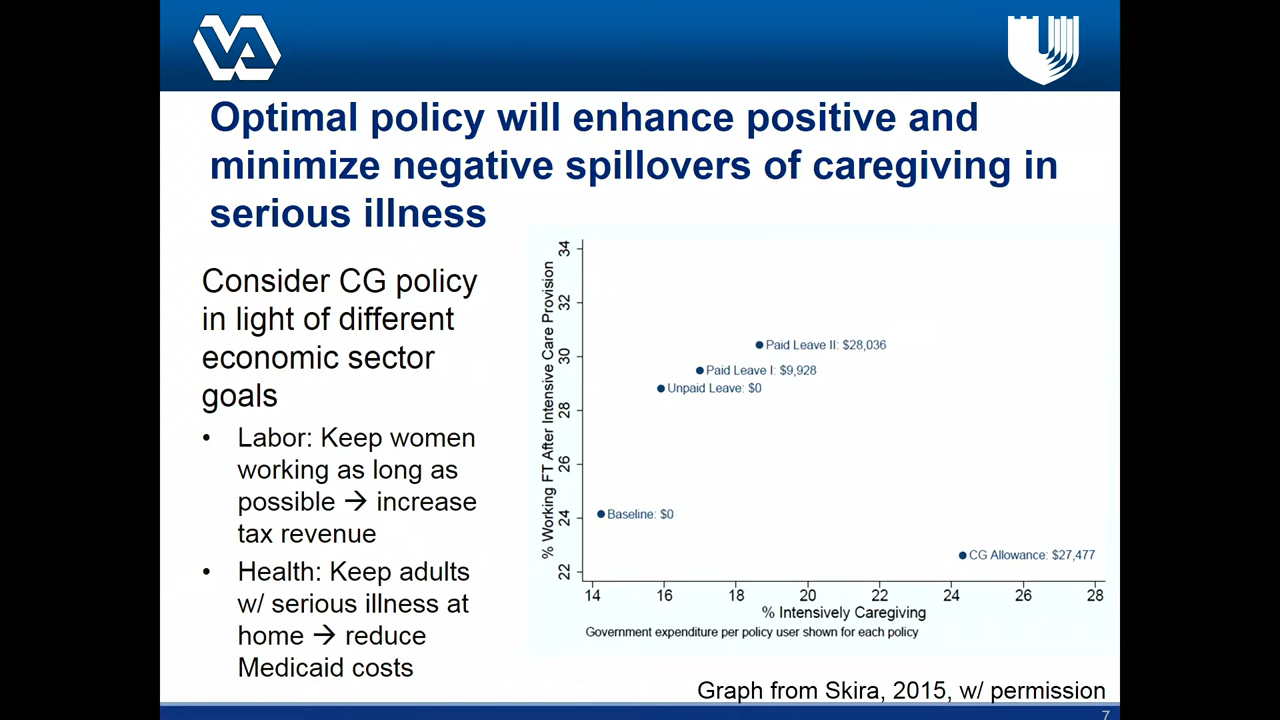 VA
Optimal policy will enhance positive and
minimize negative spillovers of caregiving in
serious illness
Consider CG policy
in light of different
economic sector
goals
• Labor: Keep women
working as long as
possible → increase
tax revenue
• Health: Keep adults
w/ serious illness at
home → reduce
Medicaid costs
% Working FT After Intensive Care Provision
34
32
30
28
26
24
22
Paid Leave II: $28,036
Paid Leave I: $9,928
Unpaid Leave: $0
Baseline: $0
CG Allowance: $27,477
14 16 18 20 22 24 26 28
% Intensively Caregiving
Government expenditure per policy user shown for each policy
Graph from Skira, 2015, w/ permission
7